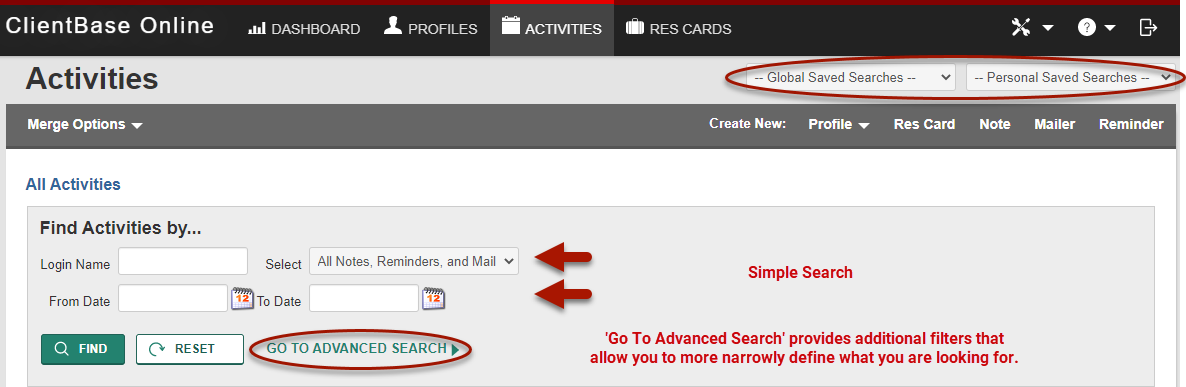 ClientBase Online DASHBOARD PROFILES ACTIVITIES RES CARDS ?
Activities -- Global Saved Searches -- -- Personal Saved Searches --
Merge Options Create New: Profile Res Card Note Mailer Reminder
All Activities
Find Activities by...
Login Name Select All Notes, Reminders, and Mail
Simple Search
From Date 12 To Date 12
'Go To Advanced Search' provides additional filters that
FIND RESET GO TO ADVANCED SEARCH
allow you to more narrowly define what you are looking for.